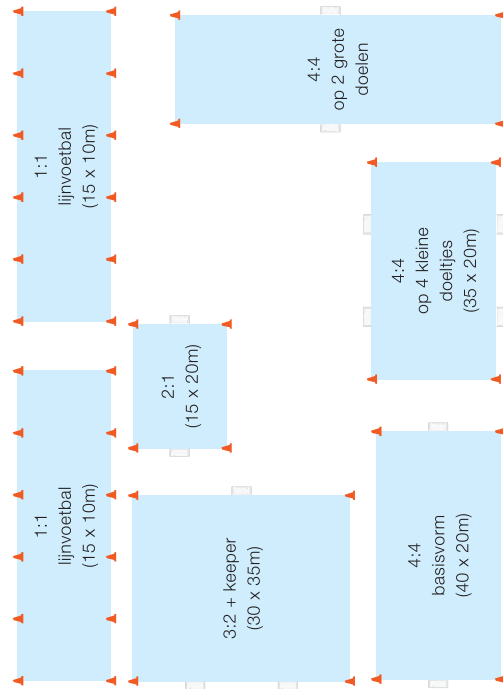 1:1
lijnvoetbal
(15 x 10m)
1:1
lijnvoetbal
(15 x 10m)
3:2 + keeper
(30 x 35m)
2:1
(15 x 20m)
4:4
op 2 grote
doelen
4:4
basisvorm
(40 x 20m)
4:4
op 4 kleine
doeltjes
(35 x 20m)